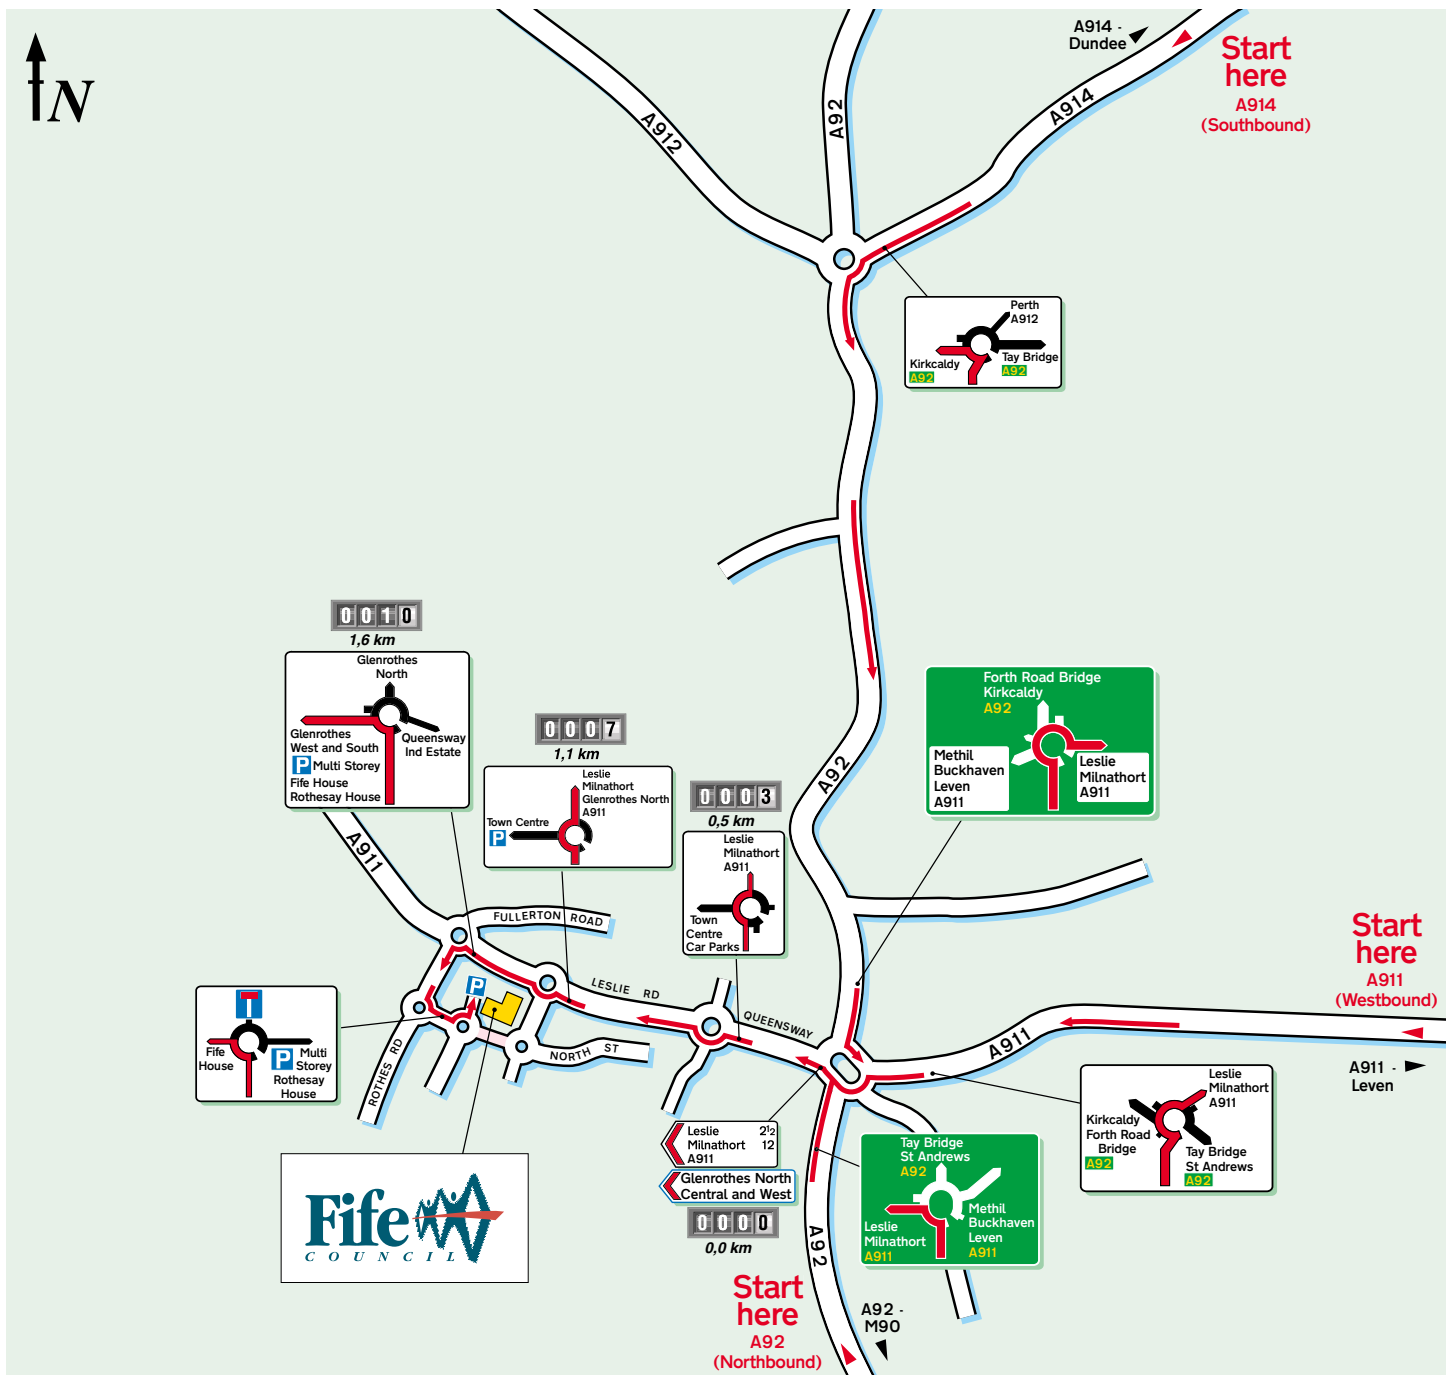 N
A914 -
Dundee
Start
here
A914
(Southbound)
A912
A92
A914
Perth
A912
Kirkcaldy
A92
Tay Bridge
A92
0010
1,6 km
Glenrothes
North
Glenrothes
West and South
P Multi Storey
Fife House
Rothesay House
Queensway
Ind Estate
0007
1,1 km
Leslie
Milnathort
Glenrothes North
A911
Town Centre
P
0003
0,5 km
Leslie
Milnathort
A911
Town
Centre
Car Parks
A92
Forth Road Bridge
Kirkcaldy
A92
Methil
Buckhaven
Leven
A911
Leslie
Milnathort
A911
A911
FULLERTON ROAD
LESLIE RD
QUEENSWAY
P
NORTH ST
ROTHES RD
Fife
House
P Multi
Storey
Rothesay
House
Start
here
A911
(Westbound)
A911
A911 -
Leven
Leslie
Milnathort
A911
Kirkcaldy
Forth Road
Bridge
A92
Tay Bridge
St Andrews
A92
Leslie 2½
Milnathort 12
A911
Glenrothes North
Central and West
0000
0,0 km
Tay Bridge
St Andrews
A92
Leslie
Milnathort
A911
Methil
Buckhaven
Leven
A911
A92
Fife
COUNCIL
Start
here
A92
(Northbound)
A92 -
M90